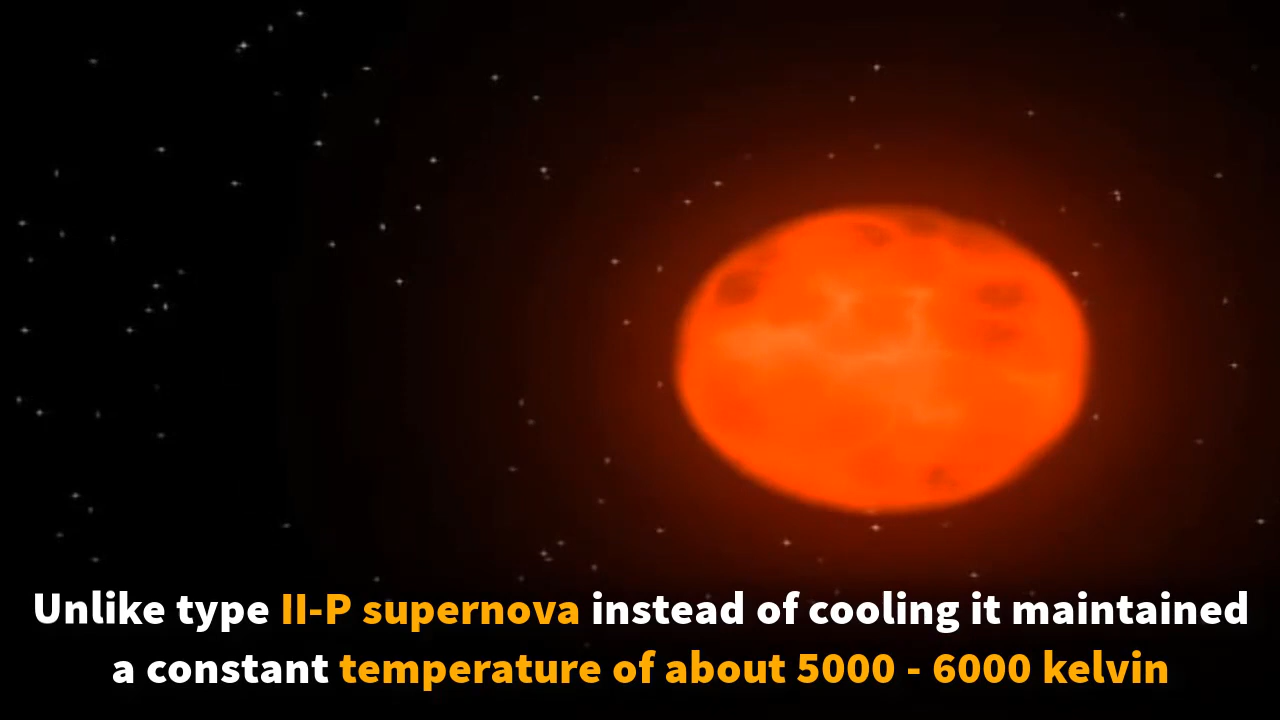 Unlike type II-P supernova instead of cooling it maintained
a constant temperature of about 5000 - 6000 kelvin